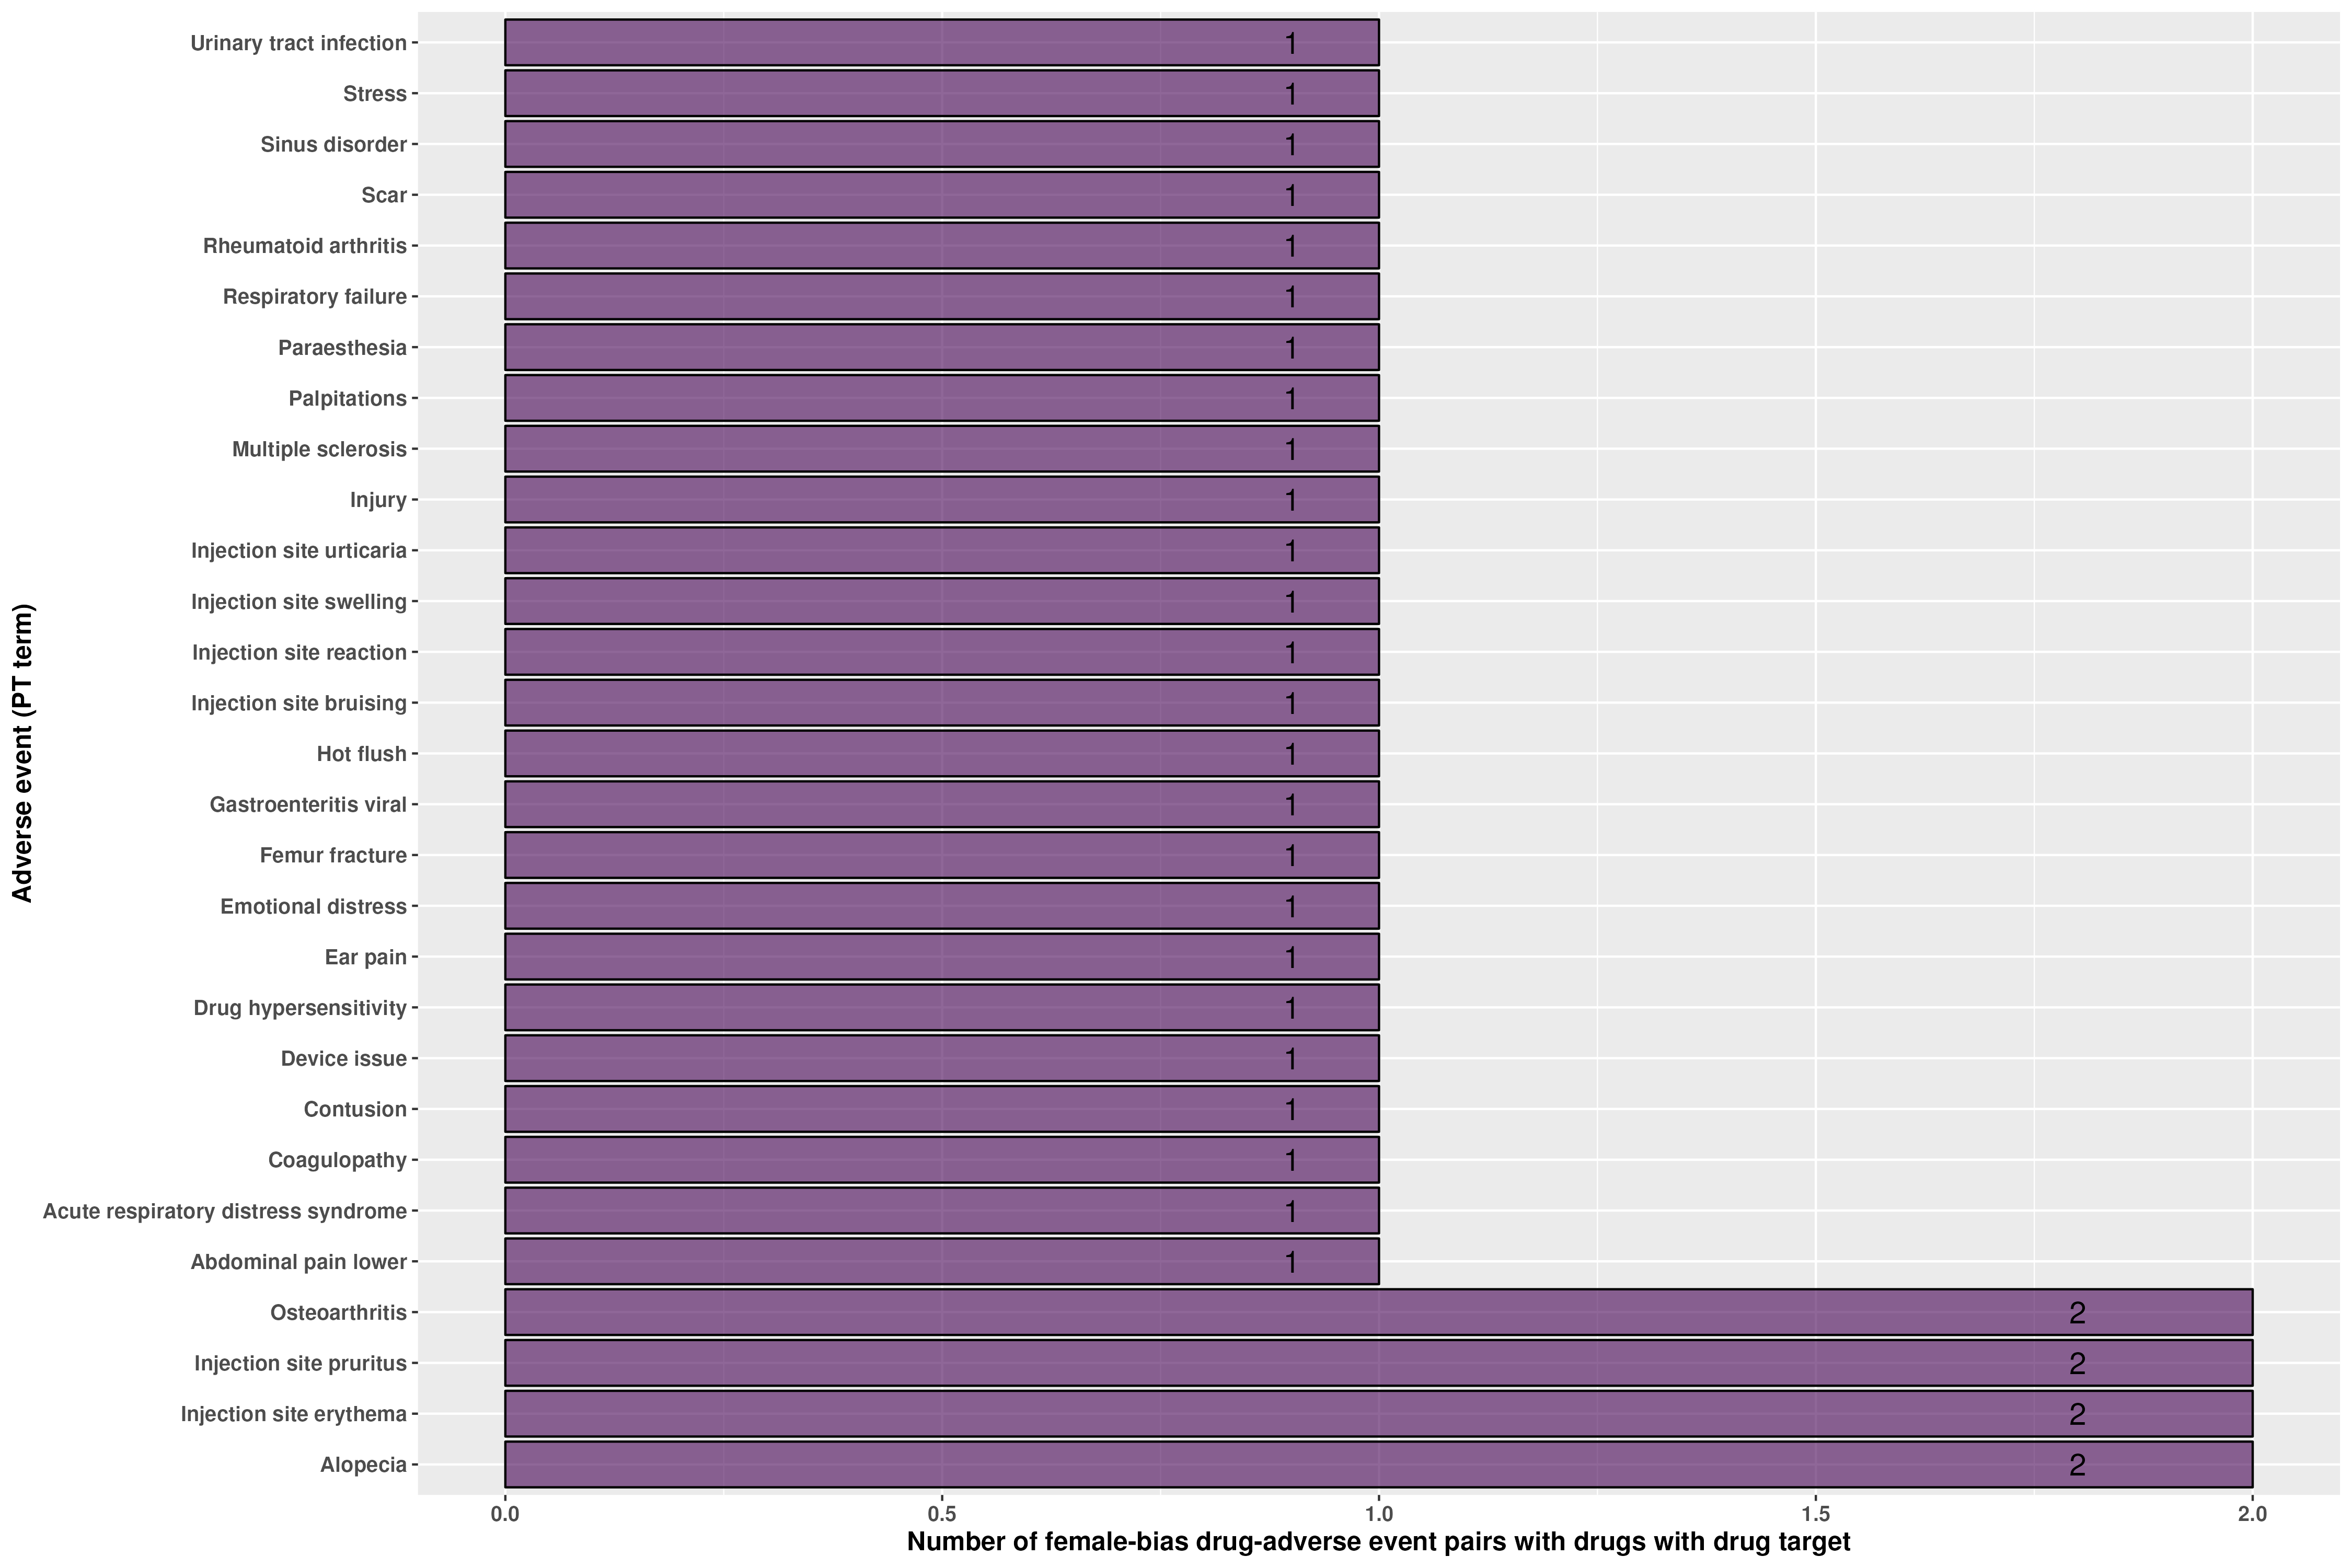 Adverse event (PT term)
Urinary tract infection 1
Stress 1
Sinus disorder 1
Scar 1
Rheumatoid arthritis 1
Respiratory failure 1
Paraesthesia 1
Palpitations 1
Multiple sclerosis 1
Injury 1
Injection site urticaria 1
Injection site swelling 1
Injection site reaction 1
Injection site bruising 1
Hot flush 1
Gastroenteritis viral 1
Femur fracture 1
Emotional distress 1
Ear pain 1
Drug hypersensitivity 1
Device issue 1
Contusion 1
Coagulopathy 1
Acute respiratory distress syndrome 1
Abdominal pain lower 1
Osteoarthritis 2
Injection site pruritus 2
Injection site erythema 2
Alopecia 2
0.0 0.5 1.0 1.5 2.0
Number of female-bias drug-adverse event pairs with drugs with drug target